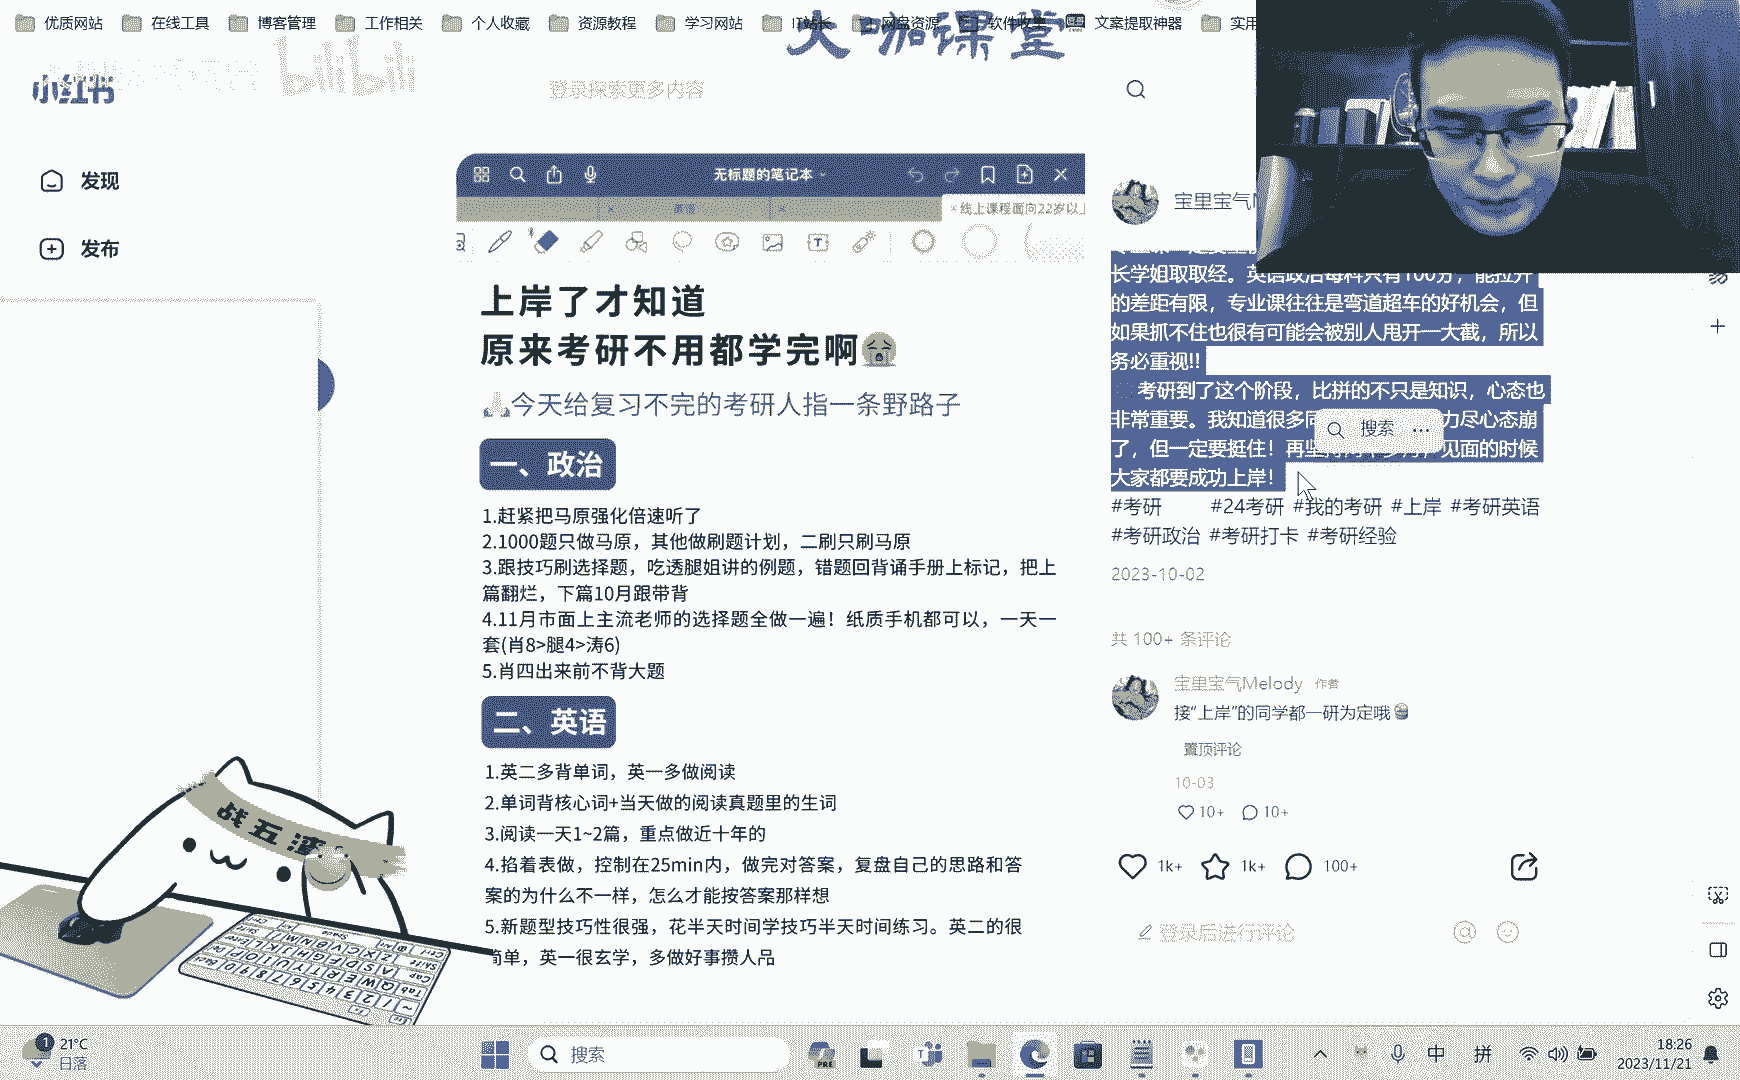 优质网站 在线工具 博客管理 工作相关 个人收藏 资源教程 学习网站 IT站长 网盘资源 软件收集 文案提取神器 实用
大咖课堂
bilibili
小红书
登录探索更多内容
发现
发布
无标题的笔记本
英语
线上课程面向22岁以上
上岸了才知道
原来考研不用都学完啊
今天给复习不完的考研人指一条野路子
一、政治
1.赶紧把马原强化倍速听了
2.1000题只做马原，其他做刷题计划，二刷只刷马原
3.跟技巧刷选择题，吃透腿姐讲的例题，错题回背诵手册上标记，把上
篇翻烂，下篇10月跟带背
4.11月市面上主流老师的选择题全做一遍！纸质手机都可以，一天一
套(肖8>腿4>涛6)
5.肖四出来前不背大题
二、英语
1.英二多背单词，英一多做阅读
2.单词背核心词+当天做的阅读真题里的生词
3.阅读一天1~2篇，重点做近十年的
4.掐着表做，控制在25min内，做完对答案，复盘自己的思路和答
案的为什么不一样，怎么才能按答案那样想
5.新题型技巧性很强，花半天时间学技巧半天时间练习。英二的很
简单，英一很玄学，多做好事攒人品
宝里宝气
长学姐取取经。英语政治每科只有100分，能拉开
的差距有限，专业课往往是弯道超车的好机会，但
如果抓不住也很有可能会被别人甩开一大截，所以
务必重视!!
考研到了这个阶段，比拼的不只是知识，心态也
非常重要。我知道很多同 力尽心态崩
了，但一定要挺住！再坚 见面的时候
大家都要成功上岸！
搜索 ···
#考研 #24考研 #我的考研 #上岸 #考研英语
#考研政治 #考研打卡 #考研经验
2023-10-02
共 100+ 条评论
宝里宝气Melody 作者
接“上岸”的同学都一研为定哦
置顶评论
10-03
10+ 10+
1k+ 1k+ 100+
登录后进行评论
战五渣
1
21°C
日落
搜索
PRE
中 拼
18:26
2023/11/21